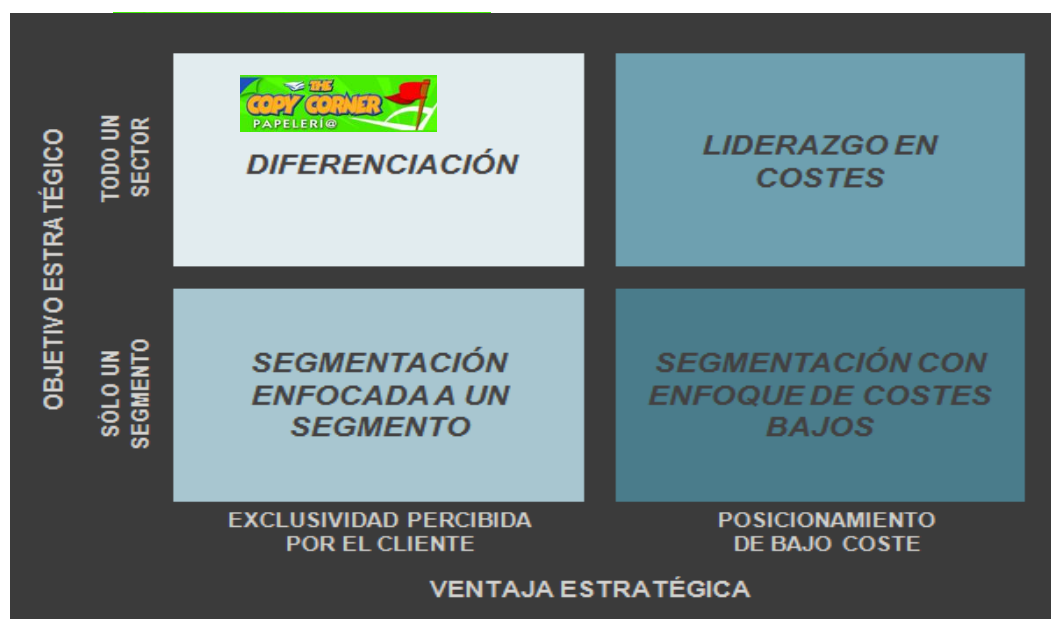 THE
COPY CORNER
PAPELERI@
DIFERENCIACIÓN
LIDERAZGO EN
COSTES
OBJETIVO ESTRATÉGICO
TODO UN
SECTOR
SÓLO UN
SEGMENTO
SEGMENTACIÓN
ENFOCADA A UN
SEGMENTO
SEGMENTACIÓN CON
ENFOQUE DE COSTES
BAJOS
EXCLUSIVIDAD PERCIBIDA
POR EL CLIENTE
POSICIONAMIENTO
DE BAJO COSTE
VENTAJA ESTRATÉGICA